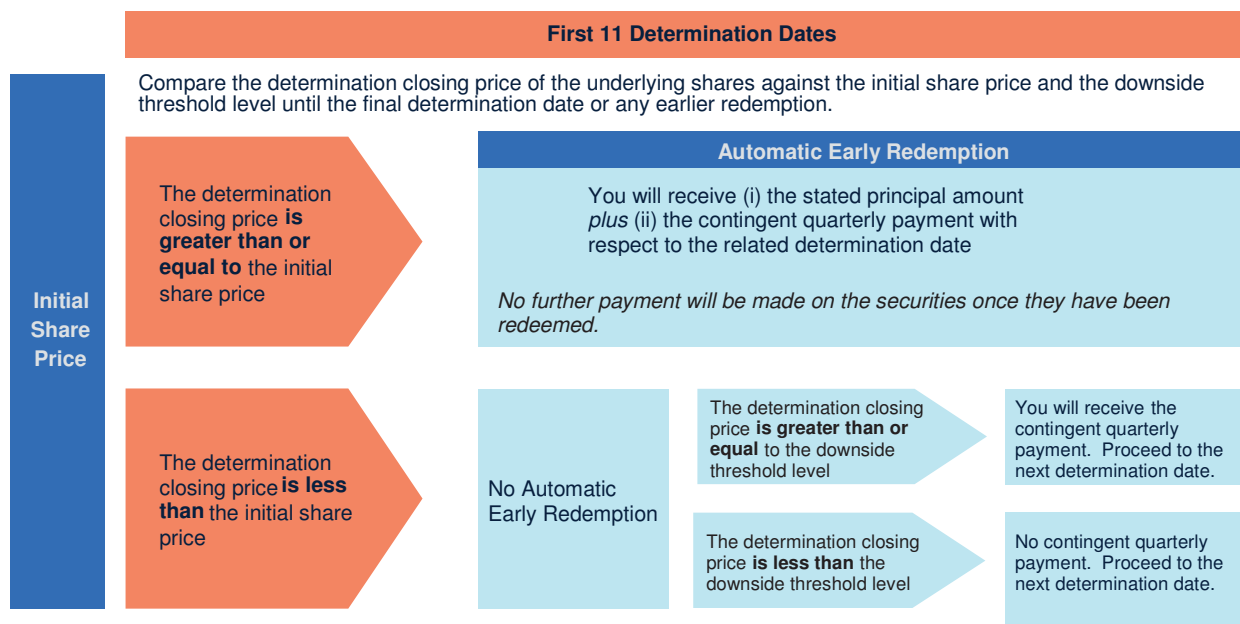 First 11 Determination Dates
Compare the determination closing price of the underlying shares against the initial share price and the downside
threshold level until the final determination date or any earlier redemption.
Initial
Share
Price
The determination
closing price is
greater than or
equal to the initial
share price
Automatic Early Redemption
You will receive (i) the stated principal amount
plus (ii) the contingent quarterly payment with
respect to the related determination date
No further payment will be made on the securities once they have been
redeemed.
The determination
closing price is less
than the initial share
price
No Automatic
Early Redemption
The determination closing
price is greater than or
equal to the downside
threshold level
You will receive the
contingent quarterly
payment. Proceed to the
next determination date.
The determination closing
price is less than the
downside threshold level
No contingent quarterly
payment. Proceed to the
next determination date.